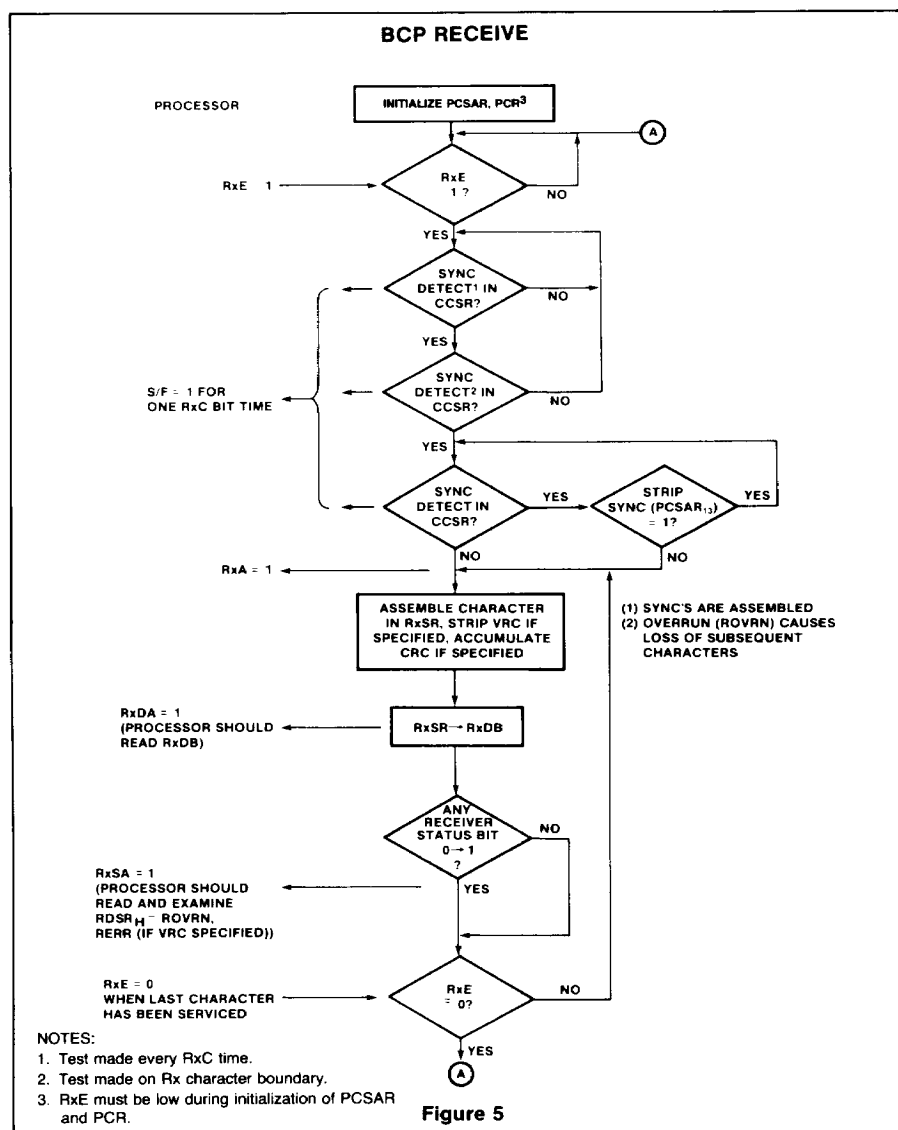 BCP RECEIVE
PROCESSOR
INITIALIZE PCSAR, PCR3
A
RxE 1
RxE
1 ?
NO
YES
SYNC
DETECT1 IN
CCSR?
NO
YES
SYNC
DETECT2 IN
CCSR?
NO
S/F = 1 FOR
ONE RxC BIT TIME
YES
SYNC
DETECT IN
CCSR?
YES
STRIP
SYNC (PCSAR13)
= 1?
YES
NO
NO
RxA = 1
ASSEMBLE CHARACTER
IN RxSR, STRIP VRC IF
SPECIFIED, ACCUMULATE
CRC IF SPECIFIED
(1) SYNC'S ARE ASSEMBLED
(2) OVERRUN (ROVRN) CAUSES
LOSS OF SUBSEQUENT
CHARACTERS
RxDA = 1
(PROCESSOR SHOULD
READ RxDB)
RxSR→RxDB
ANY
RECEIVER
STATUS BIT
0→1
?
NO
YES
RxSA = 1
(PROCESSOR SHOULD
READ AND EXAMINE
RDSRH – ROVRN,
RERR (IF VRC SPECIFIED))
RxE = 0
WHEN LAST CHARACTER
HAS BEEN SERVICED
RxE
= 0?
NO
YES
A
NOTES:
1. Test made every RxC time.
2. Test made on Rx character boundary.
3. RxE must be low during initialization of PCSAR
and PCR.
Figure 5